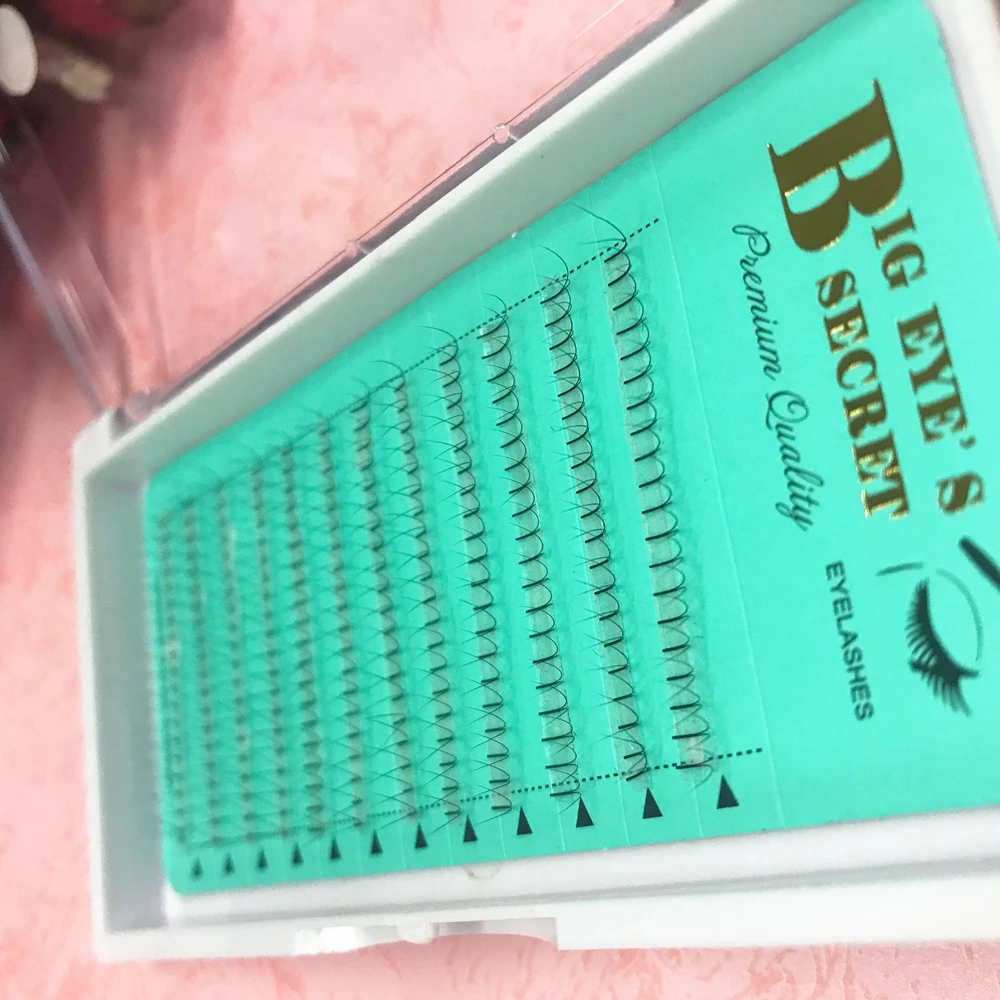 BIG EYE'S
SECRET
Premium Quality
EYELASHES